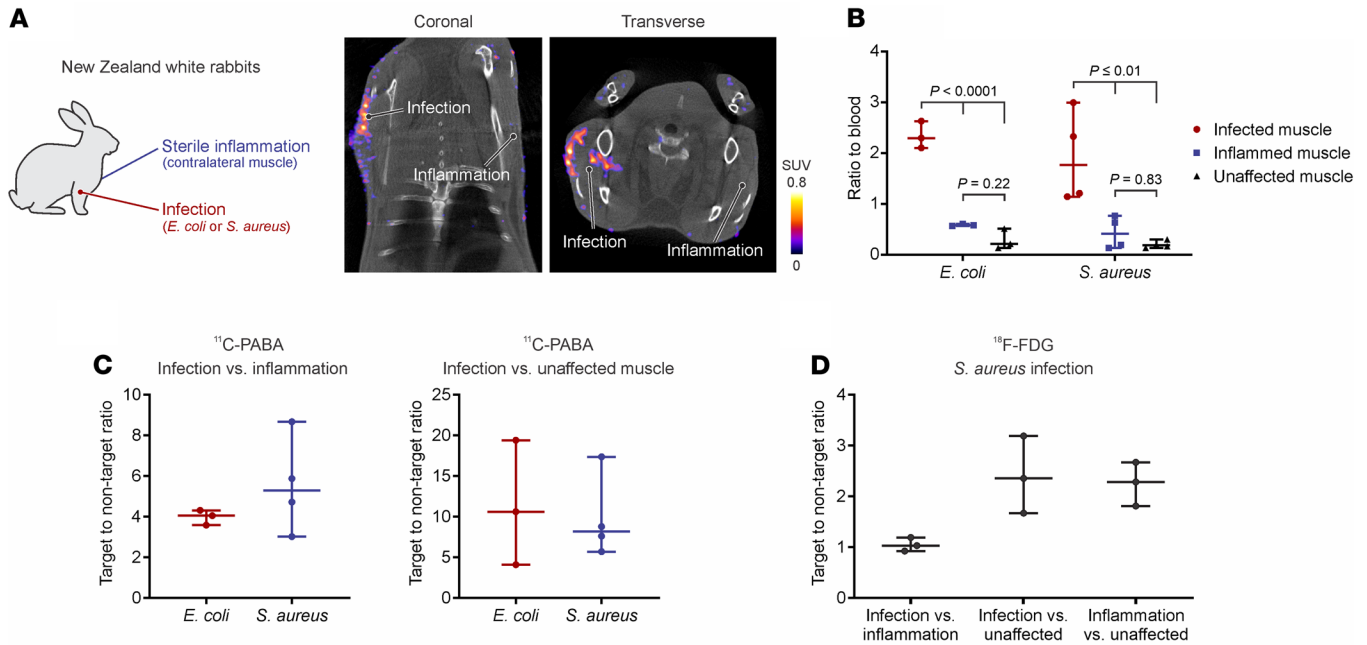 A
New Zealand white rabbits
Sterile inflammation
(contralateral muscle)
Infection
(E. coli or S. aureus)
Coronal
Infection
Inflammation
Transverse
Infection
Inflammation
SUV
0.8
0
B
Ratio to blood
4
3
2
1
0
P < 0.0001
P = 0.22
P ≤ 0.01
P = 0.83
E. coli
S. aureus
Infected muscle
Inflammed muscle
Unaffected muscle
C
¹¹C-PABA
Infection vs. inflammation
Target to non-target ratio
10
8
6
4
2
0
E. coli
S. aureus
¹¹C-PABA
Infection vs. unaffected muscle
Target to non-target ratio
25
20
15
10
5
0
E. coli
S. aureus
D
¹⁸F-FDG
S. aureus infection
Target to non-target ratio
4
3
2
1
0
Infection vs.
inflammation
Infection vs.
unaffected
Inflammation
vs. unaffected